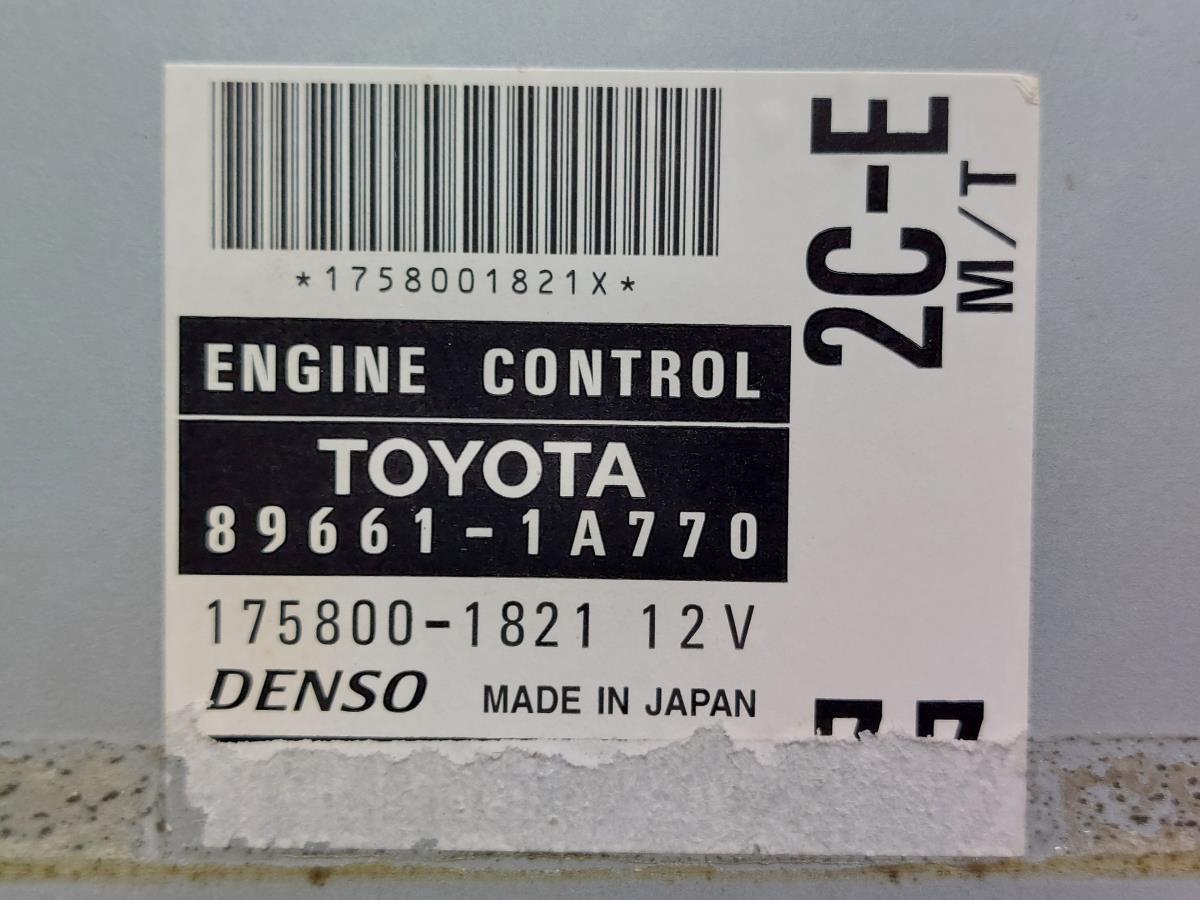 *1758001821X*
ENGINE CONTROL
TOYOTA
89661-1A770
175800-1821 12V
DENSO MADE IN JAPAN
2C-E
M/T